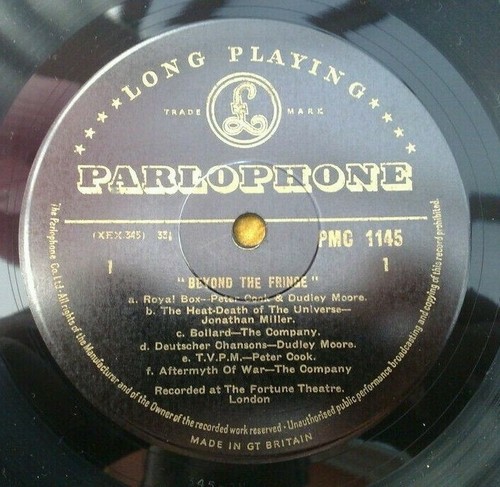 ★★★★★ LONG PLAYING ★★★★★
TRADE MARK
£
PARLOPHONE
(XEX.345) 33⅓
PMC 1145
1 1
"BEYOND THE FRINGE"
a. Royal Box—Peter Cook & Dudley Moore.
b. The Heat-Death of The Universe—
Jonathan Miller.
c. Bollard—The Company.
d. Deutscher Chansons—Dudley Moore.
e. T.V.P.M.—Peter Cook.
f. Aftermyth Of War—The Company
Recorded at The Fortune Theatre.
London
The Parlophone Co. Ltd · All rights of the Manufacturer and of the Owner of the recorded work reserved · Unauthorised public performance broadcasting and copying of this record prohibited.
MADE IN GT BRITAIN